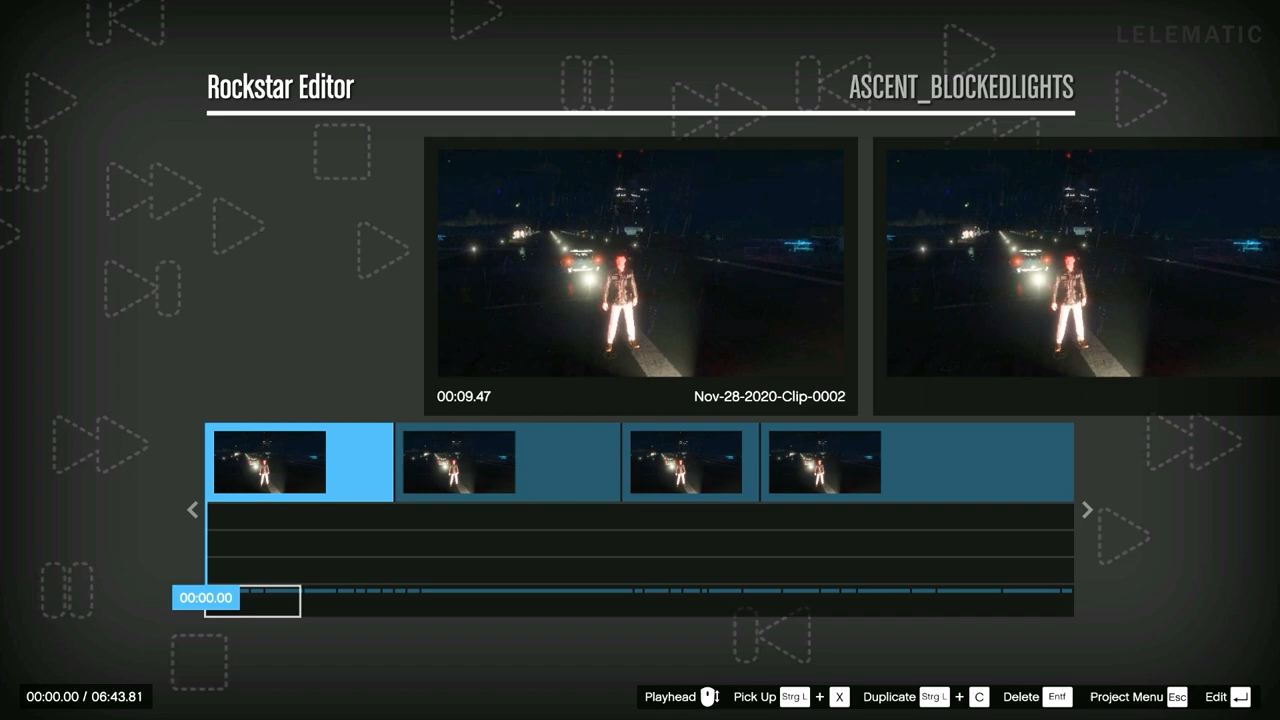 LELEMATIC
Rockstar Editor
ASCENT_BLOCKEDLIGHTS
00:09.47
Nov-28-2020-Clip-0002
00:00.00
00:00.00 / 06:43.81
Playhead Pick Up Strg L + X Duplicate Strg L + C Delete Entf Project Menu Esc Edit